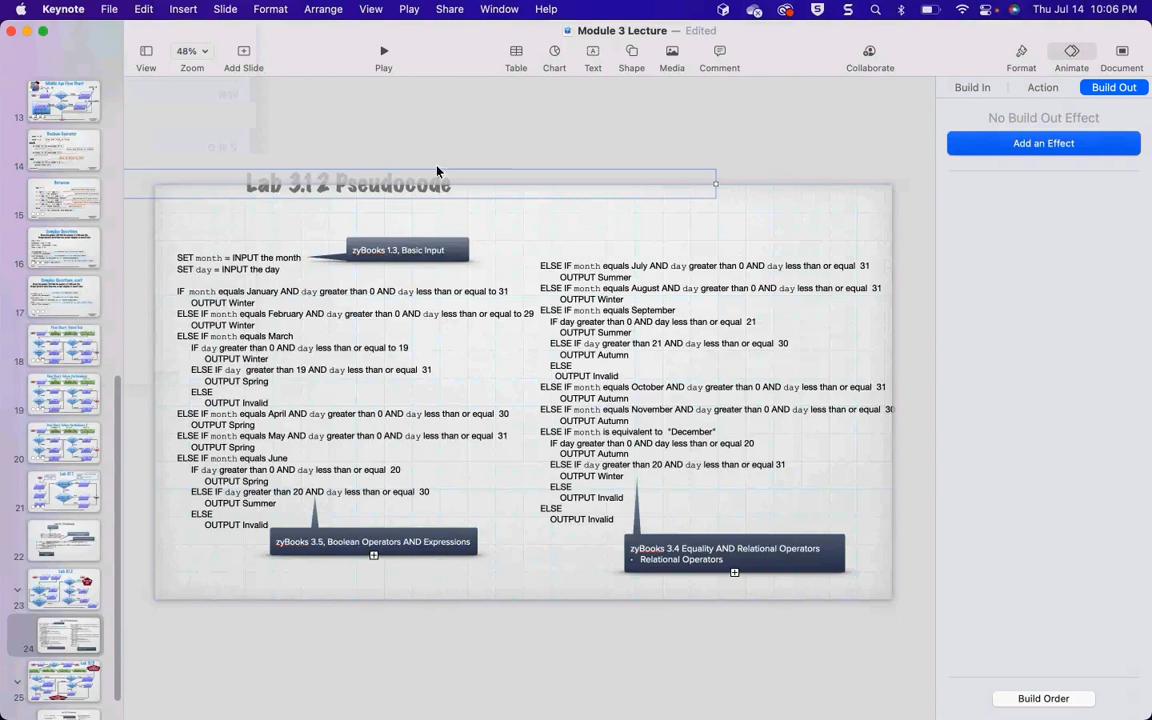 Keynote File Edit Insert Slide Format Arrange View Play Share Window Help Thu Jul 14 10:06 PM
Module 3 Lecture — Edited
48%
View Zoom Add Slide Play Table Chart Text Shape Media Comment Collaborate Format Animate Document
Build In Action Build Out
No Build Out Effect
Add an Effect
Lab 3.1 2 Pseudocode
zyBooks 1.3, Basic Input
SET month = INPUT the month
SET day = INPUT the day
IF month equals January AND day greater than 0 AND day less than or equal to 31
OUTPUT Winter
ELSE IF month equals February AND day greater than 0 AND day less than or equal to 29
OUTPUT Winter
ELSE IF month equals March
IF day greater than 0 AND day less than or equal to 19
OUTPUT Winter
ELSE IF day greater than 19 AND day less than or equal 31
OUTPUT Spring
ELSE
OUTPUT Invalid
ELSE IF month equals April AND day greater than 0 AND day less than or equal 30
OUTPUT Spring
ELSE IF month equals May AND day greater than 0 AND day less than or equal 31
OUTPUT Spring
ELSE IF month equals June
IF day greater than 0 AND day less than or equal 20
OUTPUT Spring
ELSE IF day greater than 20 AND day less than or equal 30
OUTPUT Summer
ELSE
OUTPUT Invalid
zyBooks 3.5, Boolean Operators AND Expressions
ELSE IF month equals July AND day greater than 0 AND day less than or equal 31
OUTPUT Summer
ELSE IF month equals August AND day greater than 0 AND day less than or equal 31
OUTPUT Winter
ELSE IF month equals September
IF day greater than 0 AND day less than or equal 21
OUTPUT Summer
ELSE IF day greater than 21 AND day less than or equal 30
OUTPUT Autumn
ELSE
OUTPUT Invalid
ELSE IF month equals October AND day greater than 0 AND day less than or equal 31
OUTPUT Autumn
ELSE IF month equals November AND day greater than 0 AND day less than or equal 30
OUTPUT Autumn
ELSE IF month is equivalent to "December"
IF day greater than 0 AND day less than or equal 20
OUTPUT Autumn
ELSE IF day greater than 20 AND day less than or equal 31
OUTPUT Winter
ELSE
OUTPUT Invalid
ELSE
OUTPUT Invalid
zyBooks 3.4 Equality AND Relational Operators
• Relational Operators
13
14
15
16
17
18
19
20
21
22
23
24
25
Build Order